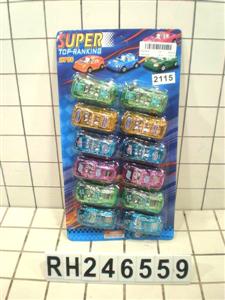 SUPER
TOP-RANKING
2115
RH246559